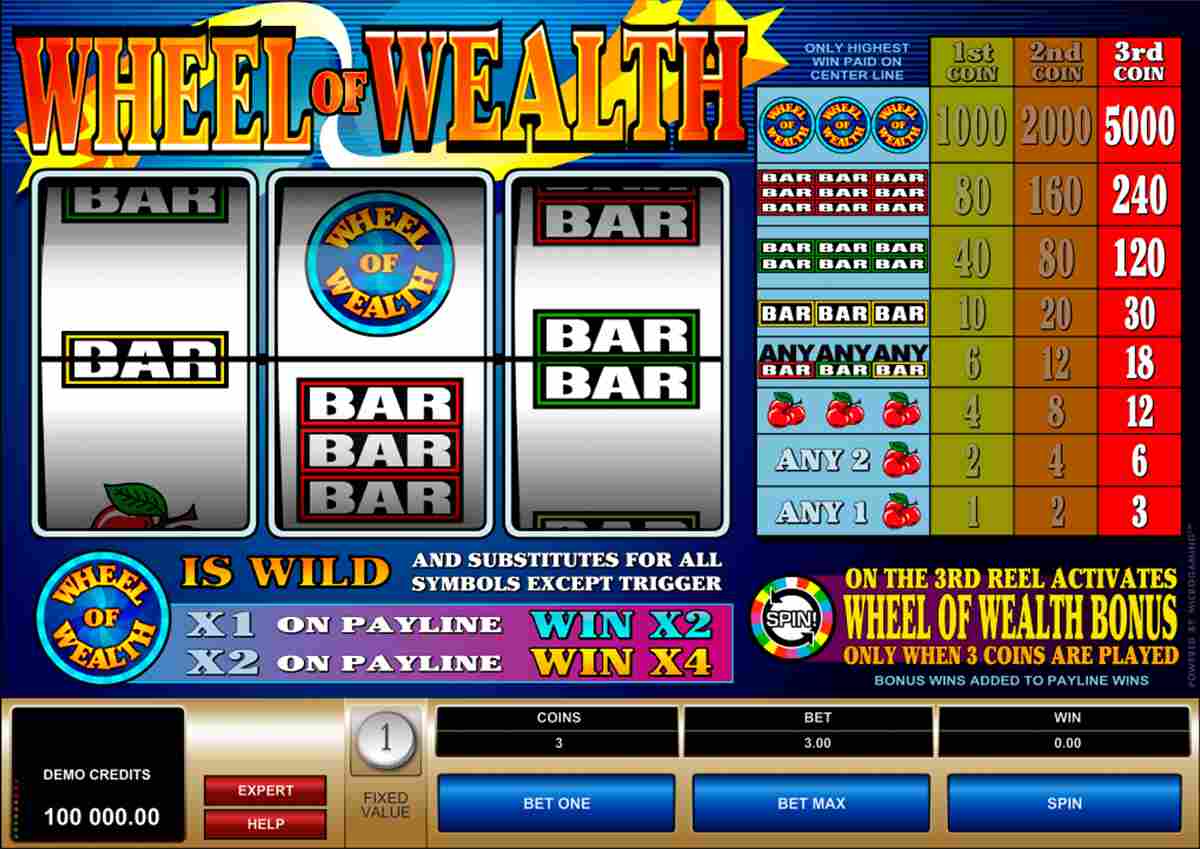 WHEEL OF WEALTH
ONLY HIGHEST
WIN PAID ON
CENTER LINE
1st COIN
2nd COIN
3rd COIN
WHEEL OF WEALTH WHEEL OF WEALTH WHEEL OF WEALTH 1000 2000 5000
BAR BAR BAR
BAR BAR BAR
BAR BAR BAR
80 160 240
BAR BAR BAR
BAR BAR BAR
40 80 120
BAR BAR BAR 10 20 30
ANY ANY ANY
BAR BAR BAR
6 12 18
4 8 12
ANY 2 2 4 6
ANY 1 1 2 3
BAR
BAR
WHEEL OF WEALTH
BAR
BAR
BAR
BAR
BAR
BAR
BAR
WHEEL OF WEALTH
IS WILD
AND SUBSTITUTES FOR ALL
SYMBOLS EXCEPT TRIGGER
X1 ON PAYLINE WIN X2
X2 ON PAYLINE WIN X4
SPIN!
ON THE 3RD REEL ACTIVATES
WHEEL OF WEALTH BONUS
ONLY WHEN 3 COINS ARE PLAYED
BONUS WINS ADDED TO PAYLINE WINS
POWERED BY MICROGAMING™
DEMO CREDITS
100 000.00
EXPERT
HELP
1
FIXED
VALUE
COINS
3
BET
3.00
WIN
0.00
BET ONE
BET MAX
SPIN